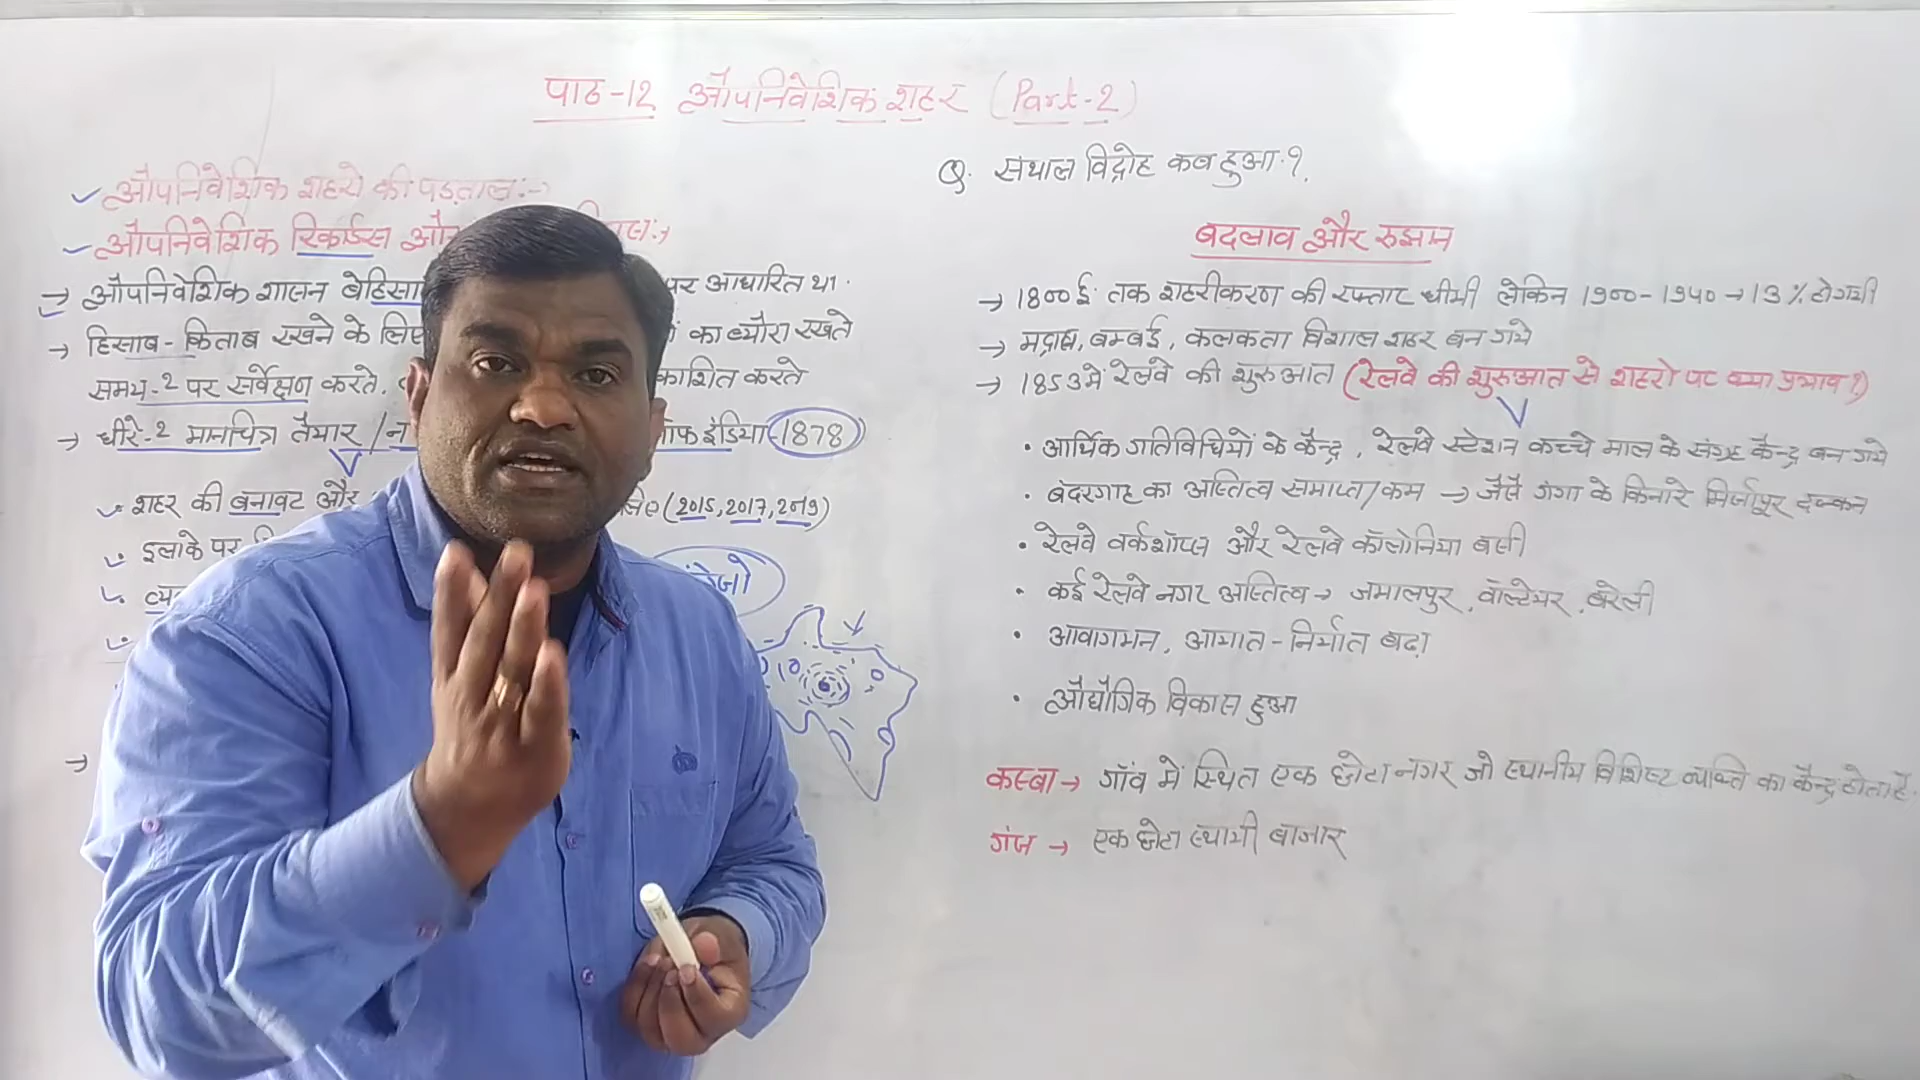 पाठ-12 औपनिवेशिक शहर (Part-2)
औपनिवेशिक शहरो की पड़ताल:-
औपनिवेशिक रिकार्डस और
→ औपनिवेशिक शासन बेहिसा पर आधारित था.
→ हिसाब-किताब रखने के लिए का ब्यौरा रखते
समय-2 पर सर्वेक्षण करते. काशित करते
→ धीरे-2 मानचित्र तैयार / न ऑफ इंडिया-1878
शहर की बनावट और लिए (2015, 2017, 2019)
इलाके पर
→
Q. संथाल विद्रोह कब हुआ.?
बदलाव और रुझान
→ 1800 ई. तक शहरीकरण की रफ्तार धीमी लेकिन 1900-1940 → 13% हो गयी
→ मद्रास, बम्बई, कलकता विशाल शहर बन गये
→ 1853 में रेलवे की शुरुआत (रेलवे की शुरुआत से शहरो पर क्या प्रभाव?)
• आर्थिक गतिविधियों के केन्द्र, रेलवे स्टेशन कच्चे माल के संग्रह केन्द्र बन गये
• बंदरगाह का अस्तित्व समाप्त/कम → जैसे गंगा के किनारे मिर्जापुर दक्कन
• रेलवे वर्कशॉप्स और रेलवे कॉलोनिया बसी
• कई रेलवे नगर अस्तित्व → जमालपुर, वॉल्टेयर, बरेली
• आवागमन, आयात-निर्यात बढ़ा
• औद्यौगिक विकास हुआ
कस्बा → गाँव में स्थित एक छोटा नगर जो स्थानीय विशिष्ट व्यक्ति का केन्द्र होता है.
गंज → एक छोटा स्थायी बाजार